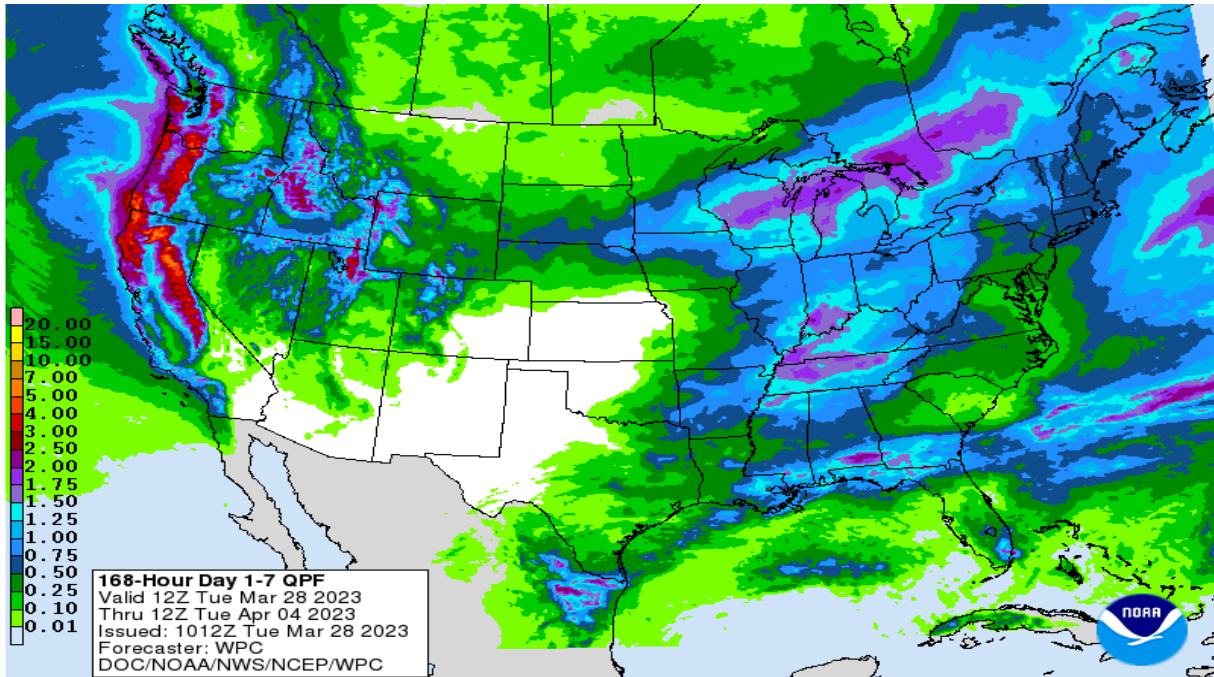 20.00
15.00
10.00
7.00
5.00
4.00
3.00
2.50
2.00
1.75
1.50
1.25
1.00
0.75
0.50
0.25
0.10
0.01
168-Hour Day 1-7 QPF
Valid 12Z Tue Mar 28 2023
Thru 12Z Tue Apr 04 2023
Issued: 1012Z Tue Mar 28 2023
Forecaster: WPC
DOC/NOAA/NWS/NCEP/WPC
NOAA